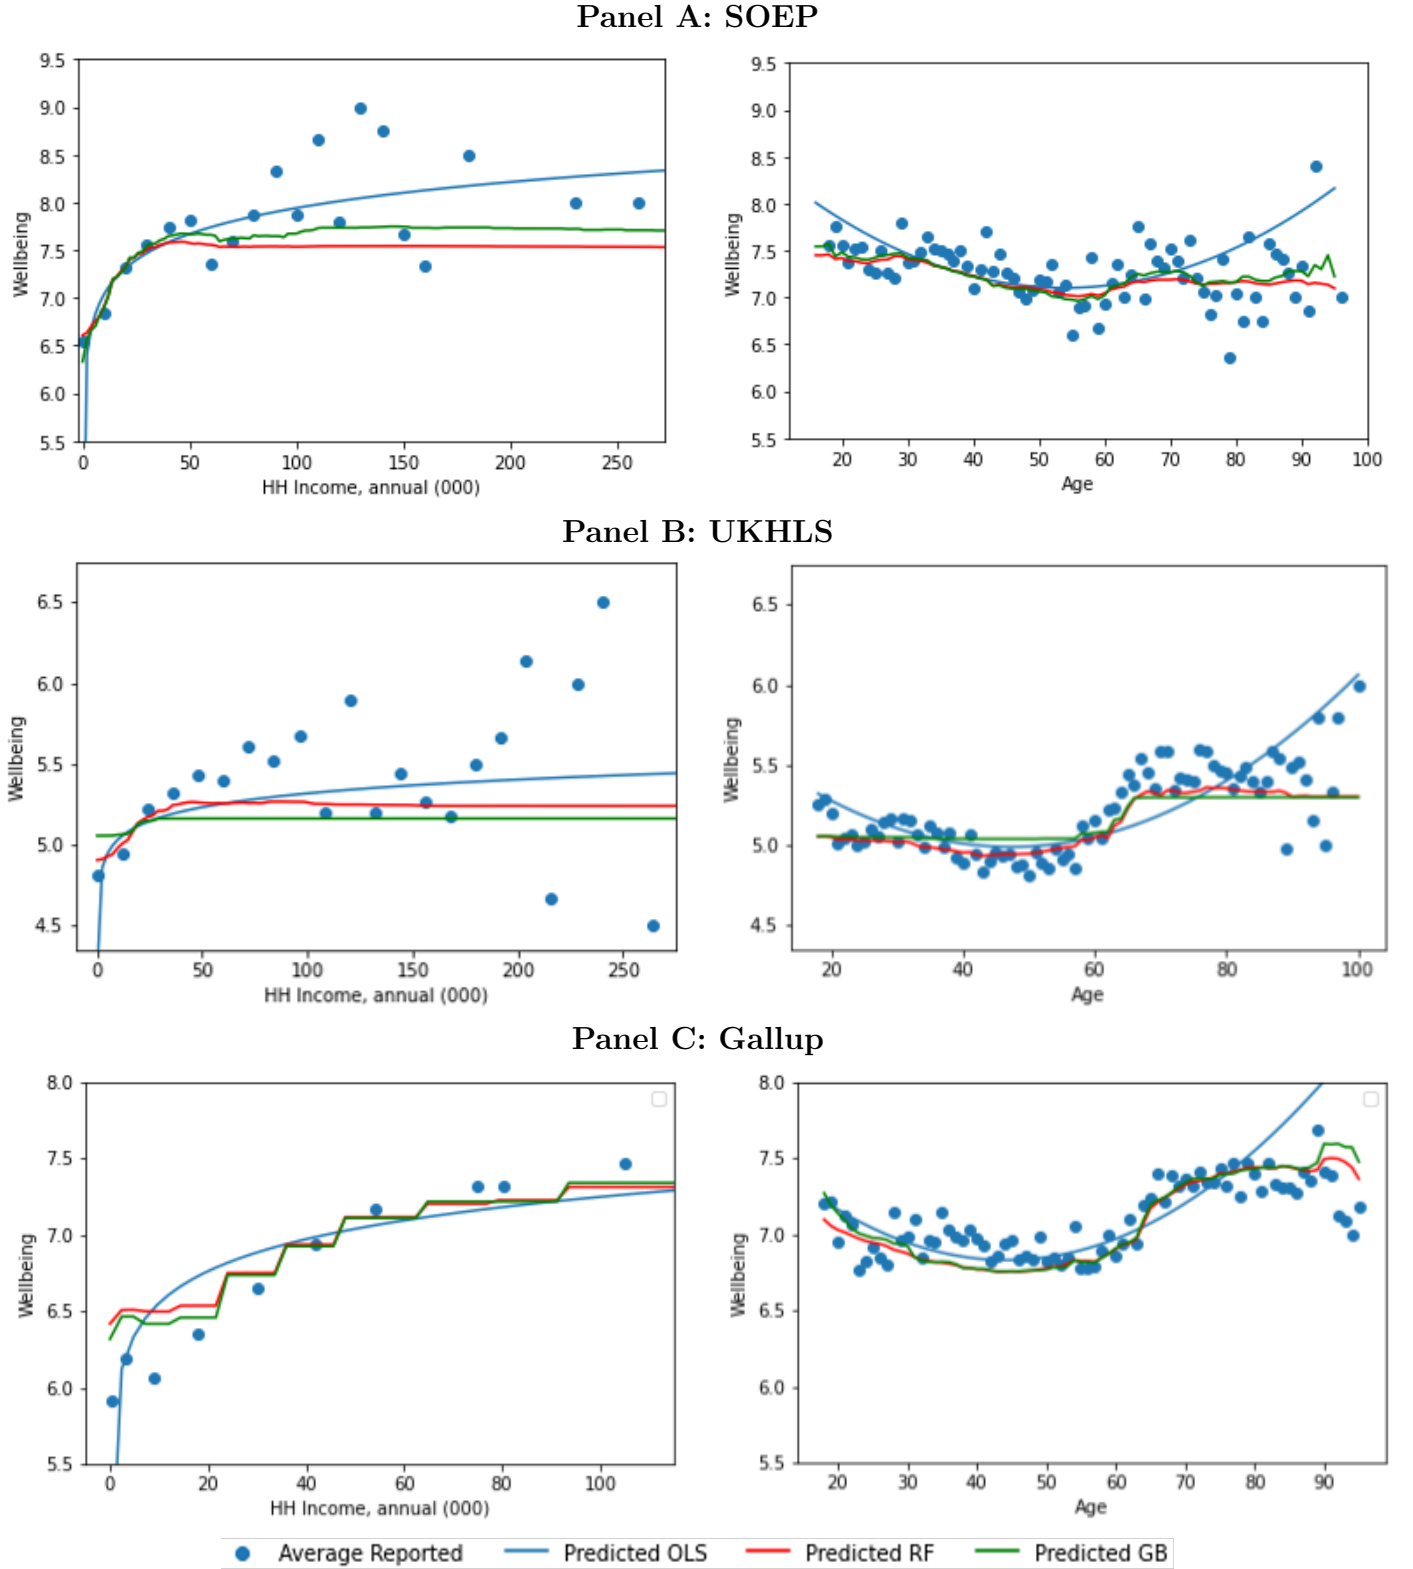 Panel A: SOEP
9.5
9.0
8.5
8.0
7.5
7.0
6.5
6.0
5.5
Wellbeing
0 50 100 150 200 250
HH Income, annual (000)
9.5
9.0
8.5
8.0
7.5
7.0
6.5
6.0
5.5
Wellbeing
20 30 40 50 60 70 80 90 100
Age
Panel B: UKHLS
6.5
6.0
5.5
5.0
4.5
Wellbeing
0 50 100 150 200 250
HH Income, annual (000)
6.5
6.0
5.5
5.0
4.5
Wellbeing
20 40 60 80 100
Age
Panel C: Gallup
8.0
7.5
7.0
6.5
6.0
5.5
Wellbeing
0 20 40 60 80 100
HH Income, annual (000)
8.0
7.5
7.0
6.5
6.0
5.5
Wellbeing
20 30 40 50 60 70 80 90
Age
Average Reported Predicted OLS Predicted RF Predicted GB